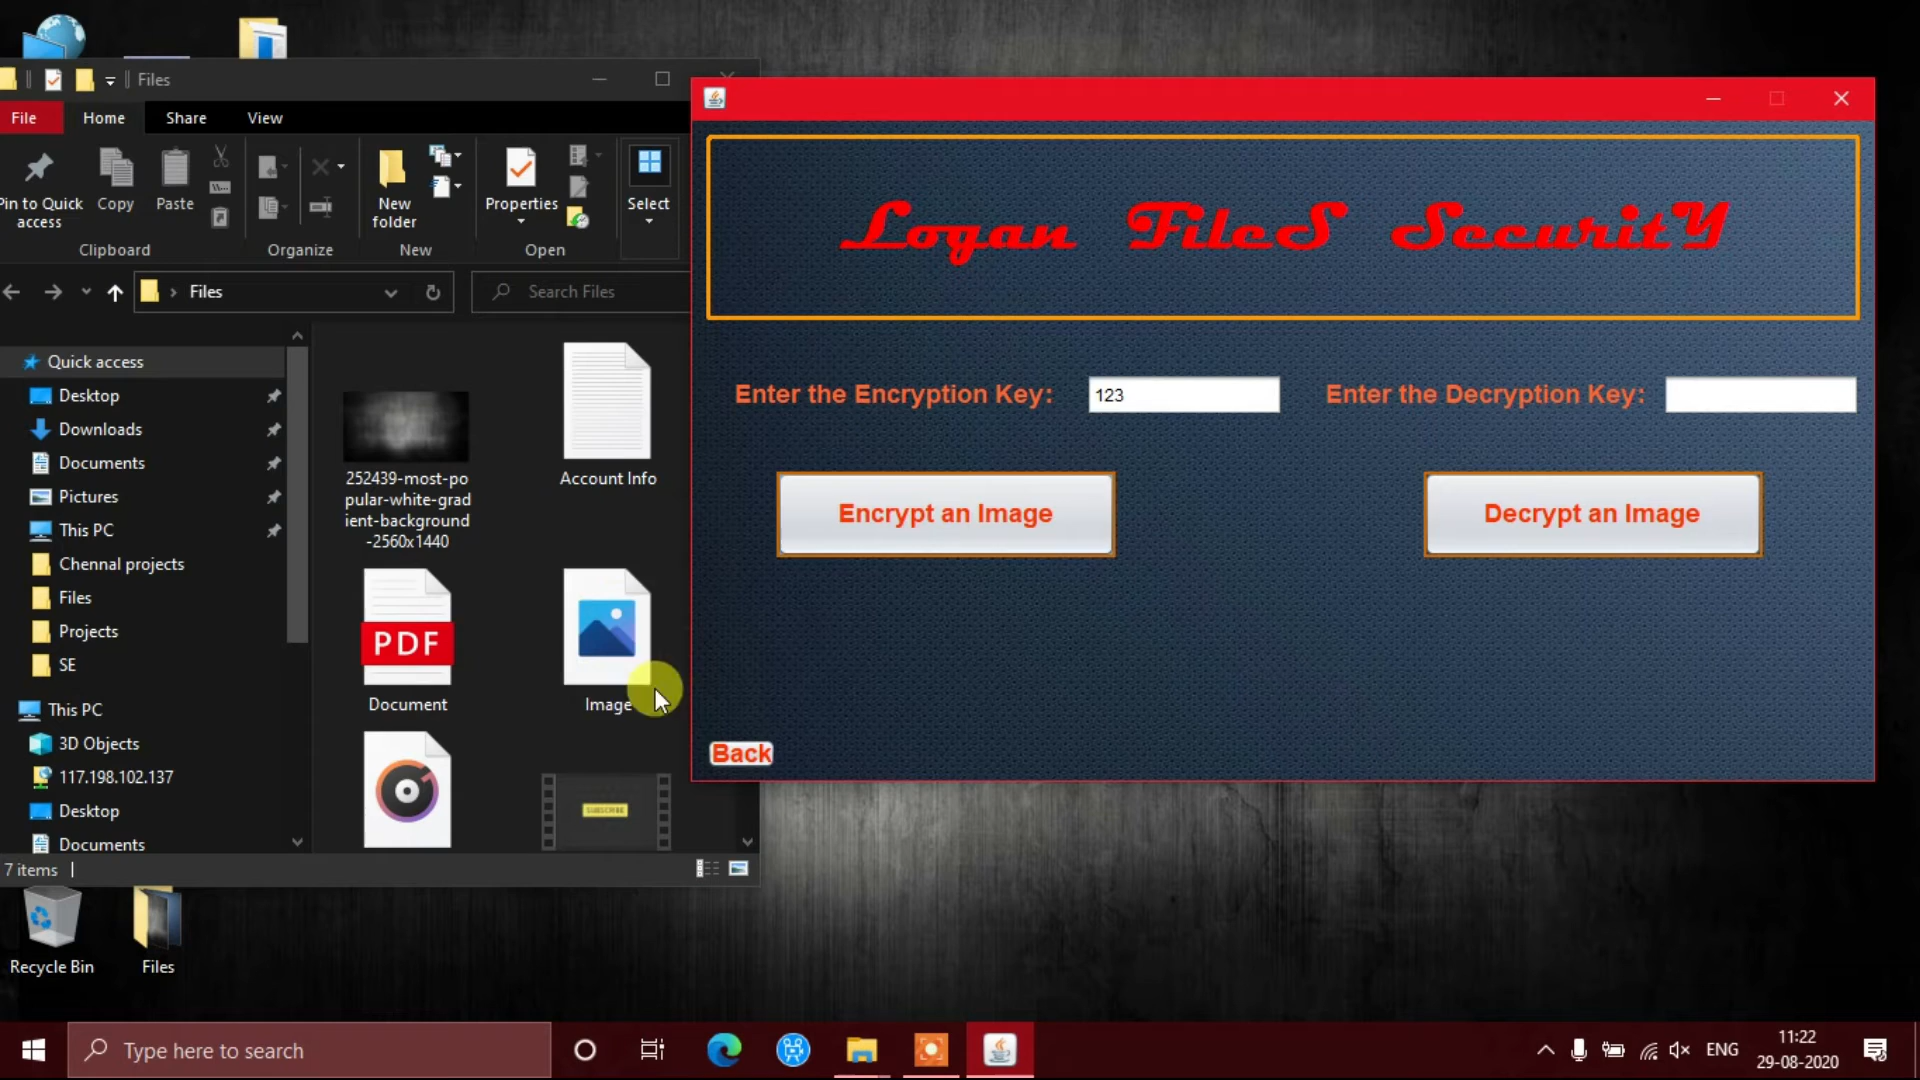 Files
File
Home
Share
View
Pin to Quick
access
Copy
Paste
New
folder
Properties
Select
Clipboard
Organize
New
Open
Files
Search Files
Quick access
Desktop
Downloads
Documents
Pictures
This PC
Chennal projects
Files
Projects
SE
This PC
3D Objects
117.198.102.137
Desktop
Documents
252439-most-po
pular-white-grad
ient-background
-2560x1440
Account Info
PDF
Document
Image
SUBSCRIBE
7 items
Logan FileS SecuritY
Enter the Encryption Key:
123
Enter the Decryption Key:
Encrypt an Image
Decrypt an Image
Back
Recycle Bin
Files
Type here to search
ENG
11:22
29-08-2020